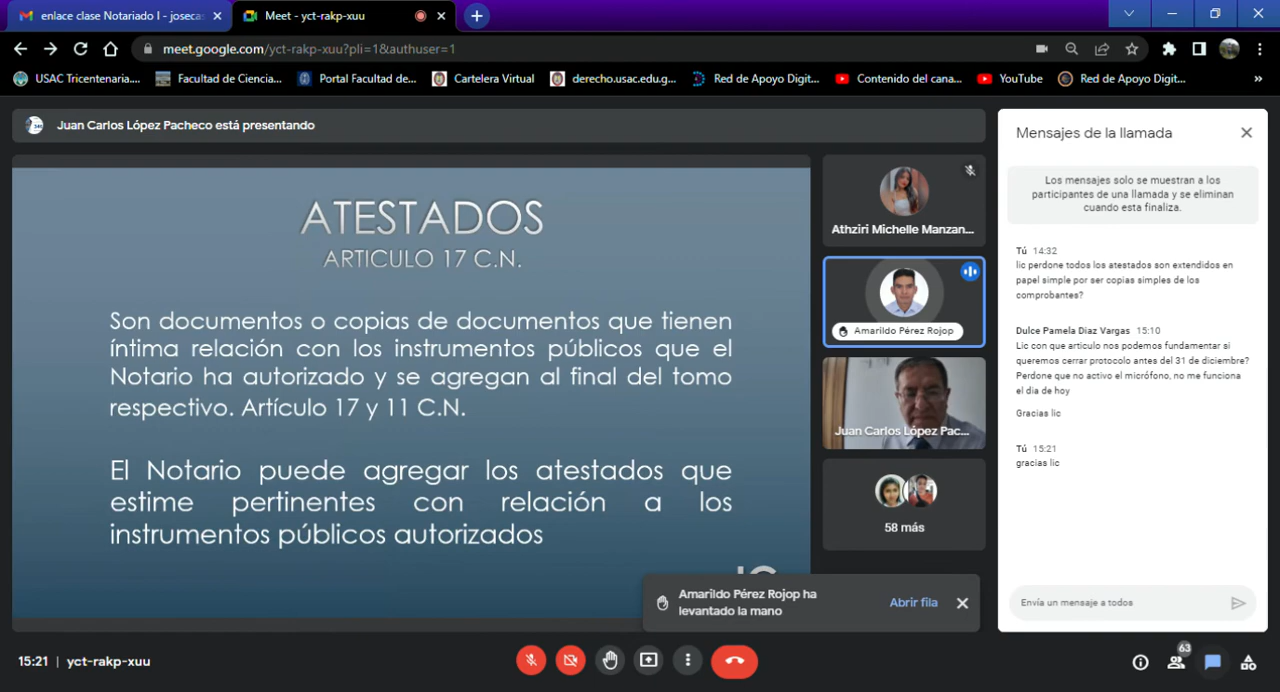 enlace clase Notariado I - joseca
Meet - yct-rakp-xuu
meet.google.com/yct-rakp-xuu?pli=1&authuser=1
USAC Tricentenaria....
Facultad de Ciencia...
Portal Facultad de...
Cartelera Virtual
derecho.usac.edu.g...
Red de Apoyo Digit...
Contenido del cana...
YouTube
Red de Apoyo Digit...
»
Juan Carlos López Pacheco está presentando
ATESTADOS
ARTICULO 17 C.N.
Son documentos o copias de documentos que tienen
íntima relación con los instrumentos públicos que el
Notario ha autorizado y se agregan al final del tomo
respectivo. Artículo 17 y 11 C.N.
El Notario puede agregar los atestados que
estime pertinentes con relación a los
instrumentos públicos autorizados
Athziri Michelle Manzan...
Amarildo Pérez Rojop
Juan Carlos López Pac...
58 más
Amarildo Pérez Rojop ha
levantado la mano
Abrir fila
Mensajes de la llamada
Los mensajes solo se muestran a los
participantes de una llamada y se eliminan
cuando esta finaliza.
Tú 14:32
lic perdone todos los atestados son extendidos en
papel simple por ser copias simples de los
comprobantes?
Dulce Pamela Diaz Vargas 15:10
Lic con que articulo nos podemos fundamentar si
queremos cerrar protocolo antes del 31 de diciembre?
Perdone que no activo el micrófono, no me funciona
el dia de hoy
Gracias lic
Tú 15:21
gracias lic
Envía un mensaje a todos
15:21 | yct-rakp-xuu
63